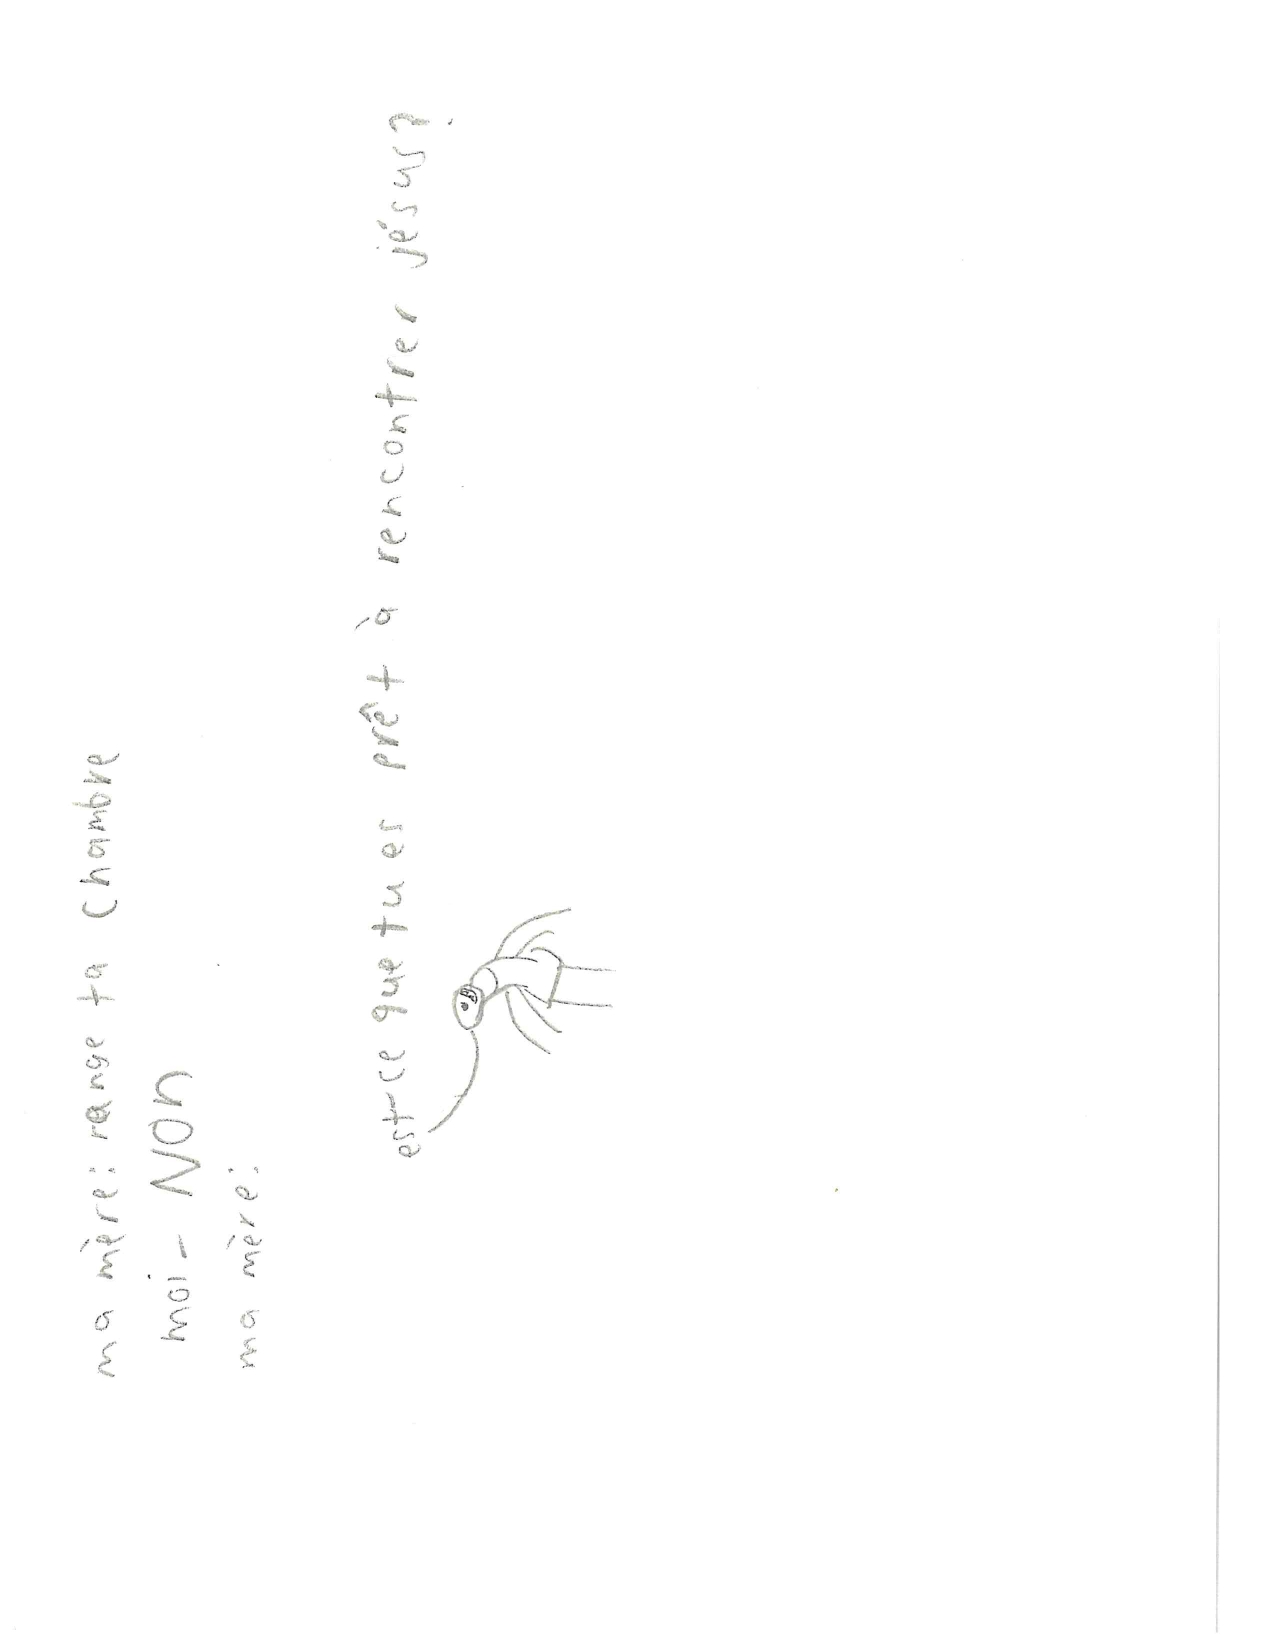 ma mère: range ta chambre
moi - Non
ma mère:
est-ce que tu es prêt à rencontrer jésus?